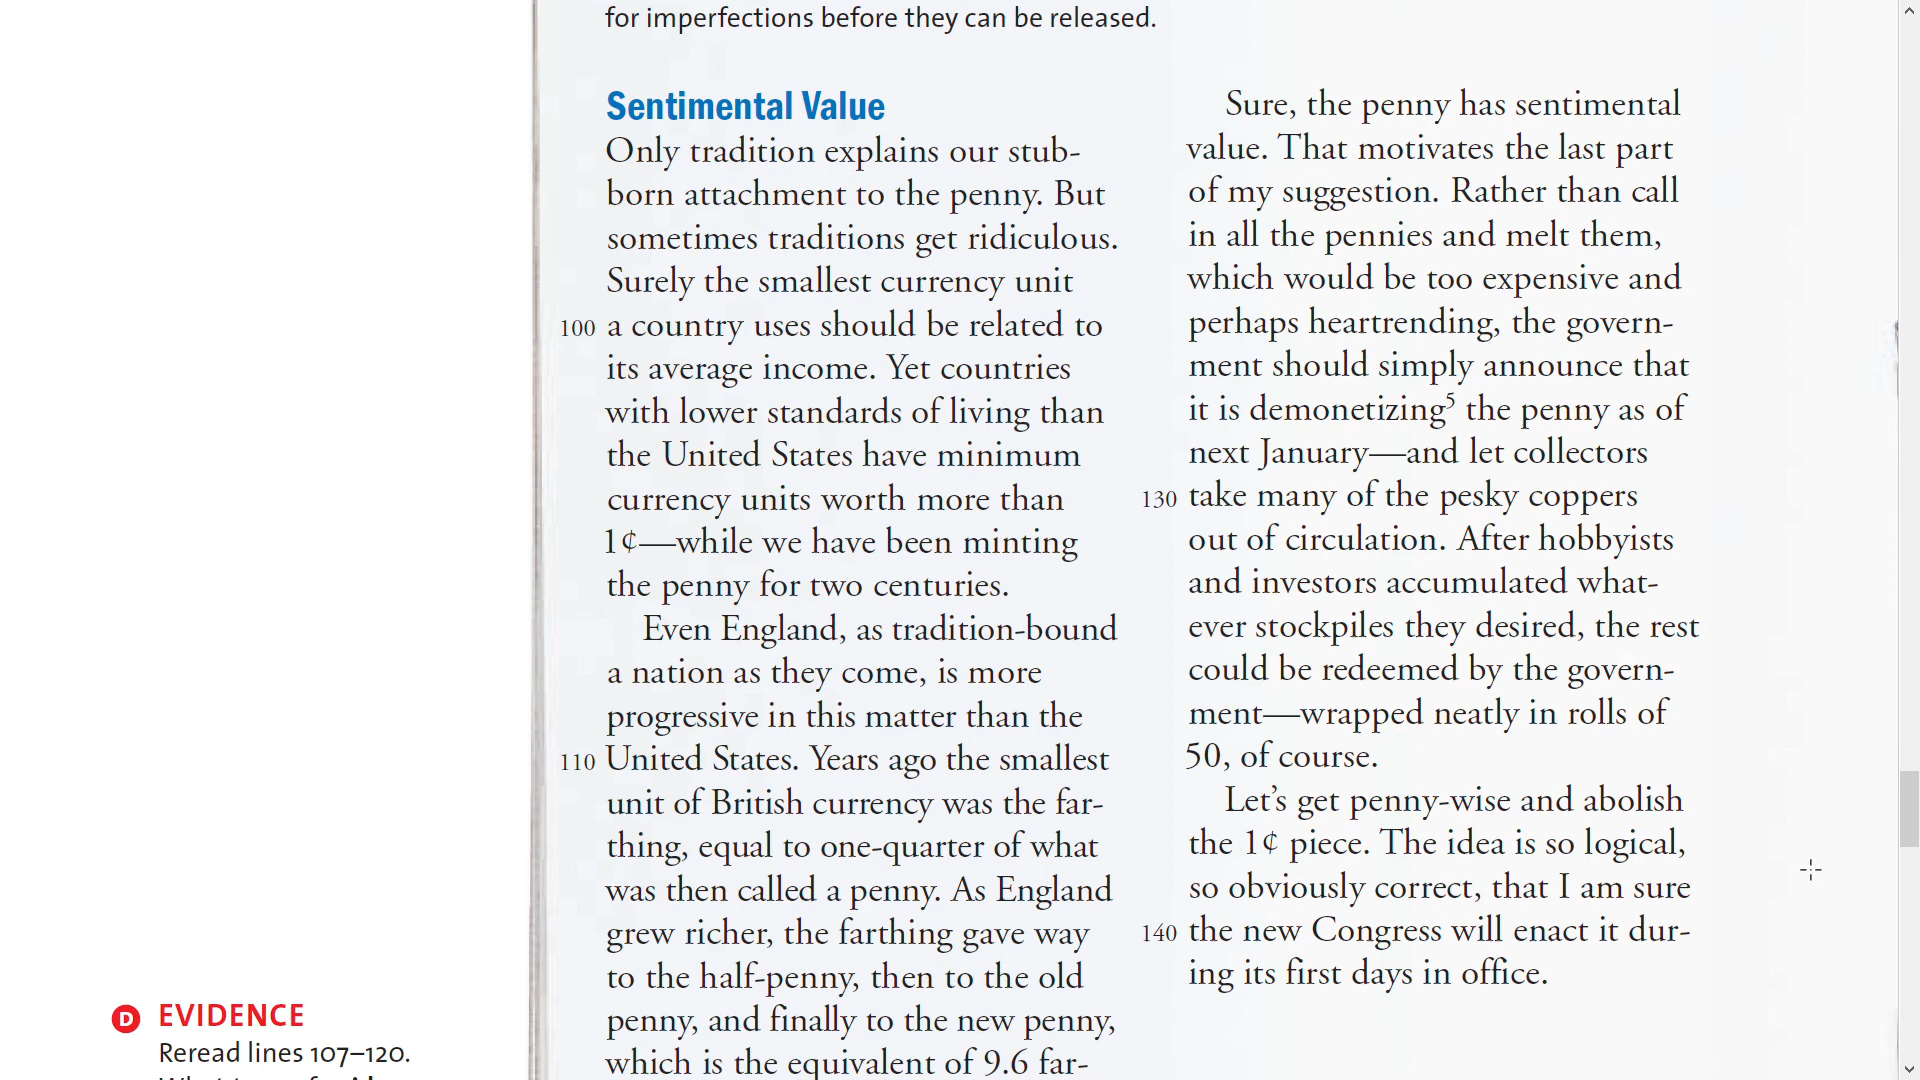 for imperfections before they can be released.
Sentimental Value
Only tradition explains our stub-
born attachment to the penny. But
sometimes traditions get ridiculous.
Surely the smallest currency unit
100 a country uses should be related to
its average income. Yet countries
with lower standards of living than
the United States have minimum
currency units worth more than
1¢—while we have been minting
the penny for two centuries.
Even England, as tradition-bound
a nation as they come, is more
progressive in this matter than the
110 United States. Years ago the smallest
unit of British currency was the far-
thing, equal to one-quarter of what
was then called a penny. As England
grew richer, the farthing gave way
to the half-penny, then to the old
penny, and finally to the new penny,
which is the equivalent of 9.6 far-
Sure, the penny has sentimental
value. That motivates the last part
of my suggestion. Rather than call
in all the pennies and melt them,
which would be too expensive and
perhaps heartrending, the govern-
ment should simply announce that
it is demonetizing⁵ the penny as of
next January—and let collectors
130 take many of the pesky coppers
out of circulation. After hobbyists
and investors accumulated what-
ever stockpiles they desired, the rest
could be redeemed by the govern-
ment—wrapped neatly in rolls of
50, of course.
Let's get penny-wise and abolish
the 1¢ piece. The idea is so logical,
so obviously correct, that I am sure
140 the new Congress will enact it dur-
ing its first days in office.
D EVIDENCE
Reread lines 107–120.